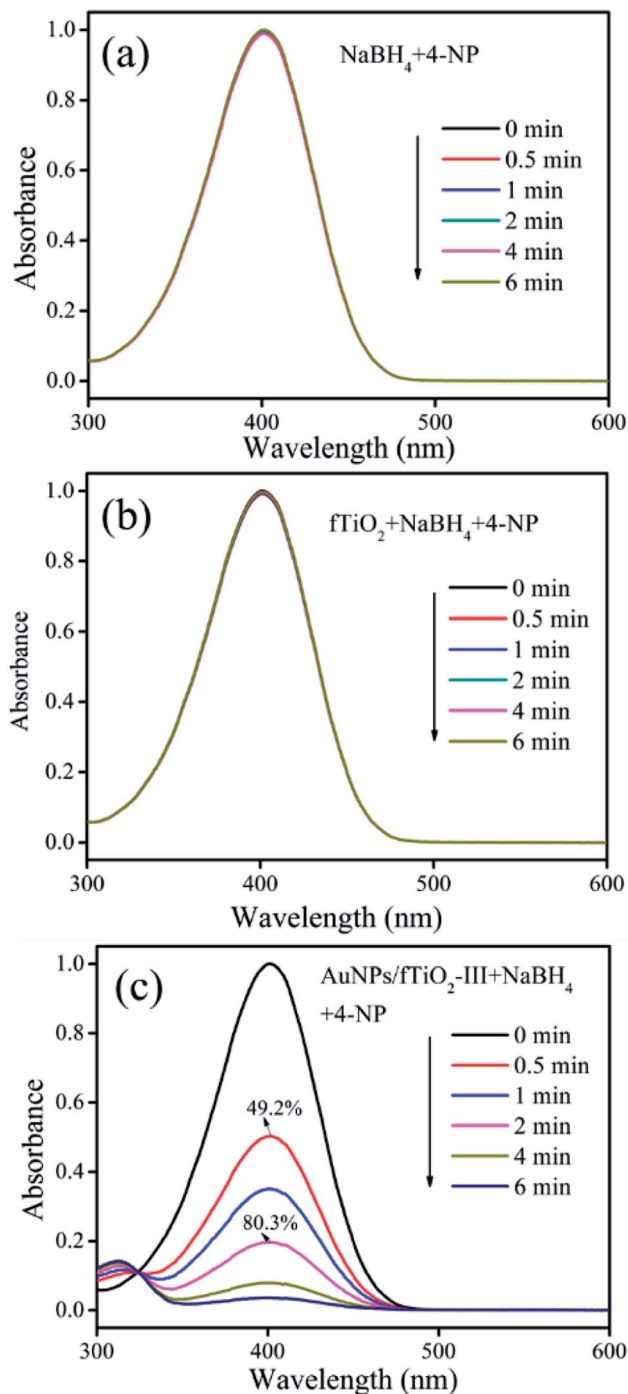 (a)
NaBH₄+4-NP
0 min
0.5 min
1 min
2 min
4 min
6 min
Absorbance
1.0
0.8
0.6
0.4
0.2
0.0
300 400 500 600
Wavelength (nm)
(b)
fTiO₂+NaBH₄+4-NP
0 min
0.5 min
1 min
2 min
4 min
6 min
Absorbance
1.0
0.8
0.6
0.4
0.2
0.0
300 400 500 600
Wavelength (nm)
(c)
AuNPs/fTiO₂-III+NaBH₄
+4-NP
0 min
0.5 min
1 min
2 min
4 min
6 min
49.2%
80.3%
Absorbance
1.0
0.8
0.6
0.4
0.2
0.0
300 400 500 600
Wavelength (nm)